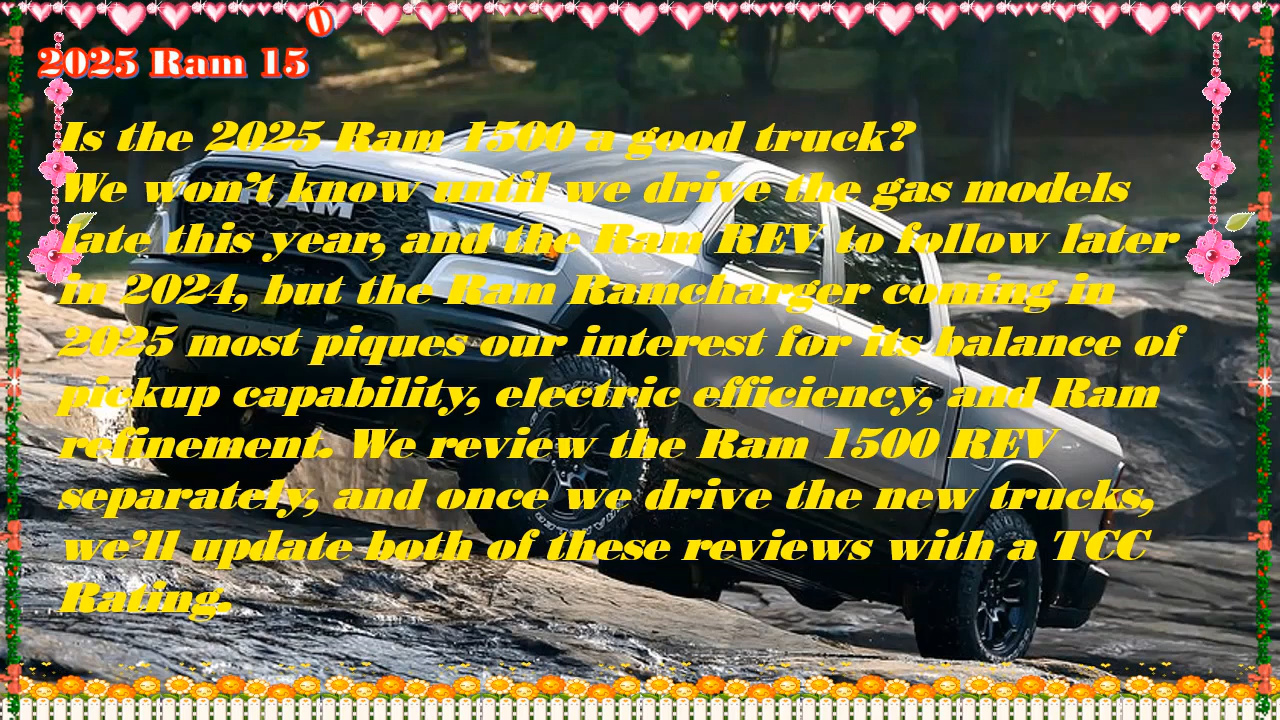 2025 Ram 150
Is the 2025 Ram 1500 a good truck?
We won't know until we drive the gas models
late this year, and the Ram REV to follow later
in 2024, but the Ram Ramcharger coming in
2025 most piques our interest for its balance of
pickup capability, electric efficiency, and Ram
refinement. We review the Ram 1500 REV
separately, and once we drive the new trucks,
we'll update both of these reviews with a TCC
Rating.
RAM